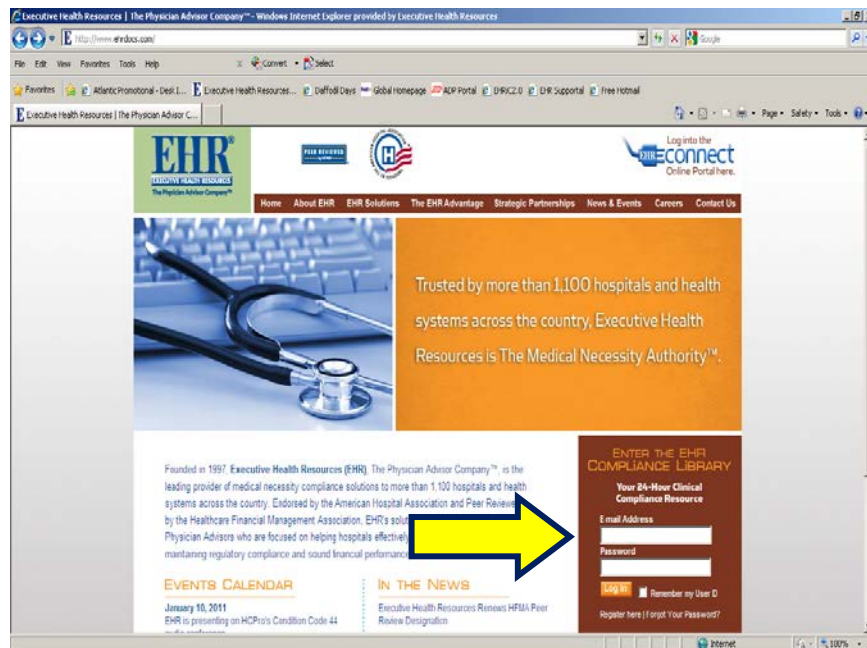 Executive Health Resources | The Physician Advisor Company™ - Windows Internet Explorer provided by Executive Health Resources
http://www.ehrdocs.com/
Google
File Edit View Favorites Tools Help
x Convert Select
Favorites Atlantic Promotional - Desk I... Executive Health Resources... Daffodil Days Global Homepage ADP Portal EHRIC2.0 EHR Supportal Free Hotmail
Executive Health Resources | The Physician Advisor C...
Page Safety Tools
EHR®
EXECUTIVE HEALTH RESOURCES
The Physician Advisor Company™
PEER REVIEWED
H
Log into the
EHR CONNECT
Online Portal here.
Home About EHR EHR Solutions The EHR Advantage Strategic Partnerships News & Events Careers Contact Us
Trusted by more than 1,100 hospitals and health
systems across the country, Executive Health
Resources is The Medical Necessity Authority™.
Founded in 1997, Executive Health Resources (EHR), The Physician Advisor Company™, is the
leading provider of medical necessity compliance solutions to more than 1,100 hospitals and health
systems across the country. Endorsed by the American Hospital Association and Peer Reviewe
by the Healthcare Financial Management Association, EHR's solut
Physician Advisors who are focused on helping hospitals effectively
maintaining regulatory compliance and sound financial performance
ENTER THE EHR
COMPLIANCE LIBRARY
Your 24-Hour Clinical
Compliance Resource
E-mail Address
Password
Log In Remember my User ID
Register here | Forgot Your Password?
EVENTS CALENDAR
January 10, 2011
EHR is presenting on HCPro's Condition Code 44
audio conference
IN THE NEWS
Executive Health Resources Renews HFMA Peer
Review Designation
Internet
100%